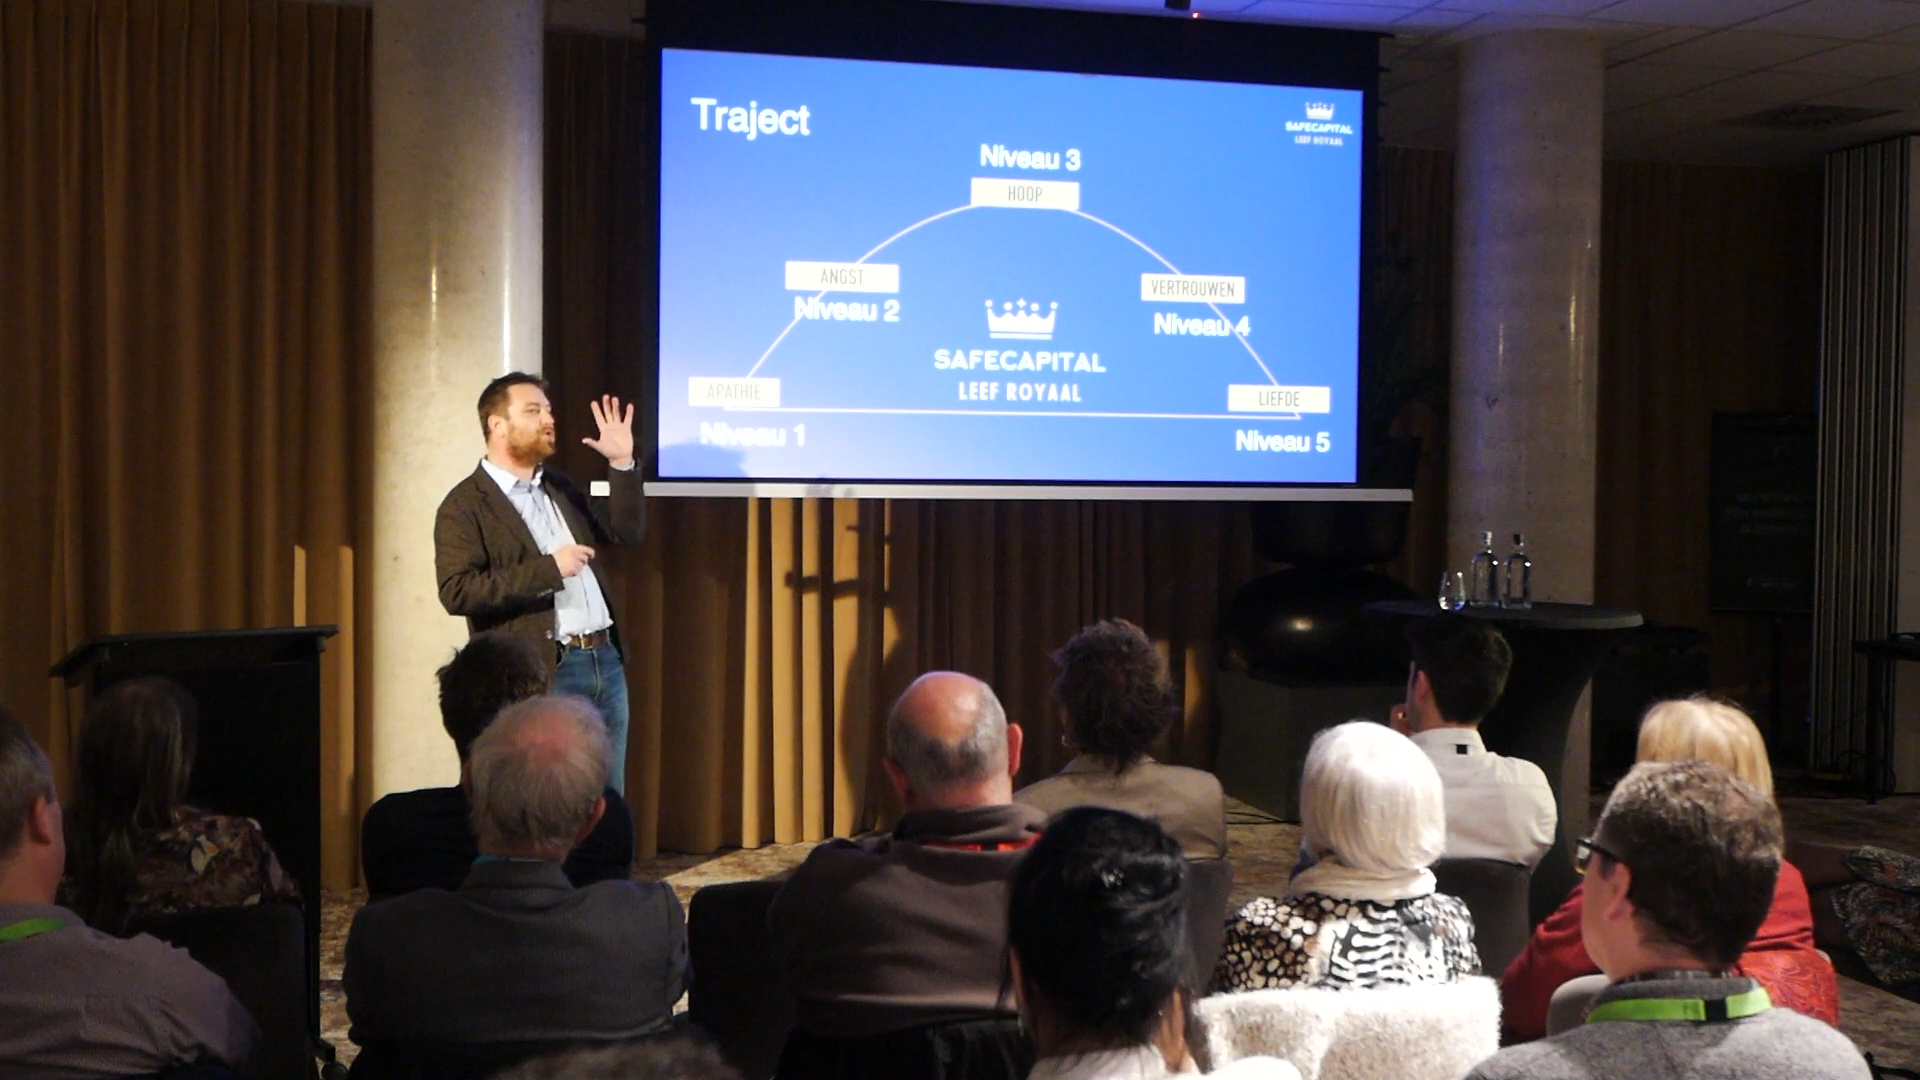 Traject
SAFECAPITAL
LEEF ROYAAL
Niveau 3
HOOP
ANGST
Niveau 2
VERTROUWEN
Niveau 4
SAFECAPITAL
LEEF ROYAAL
APATHIE
Niveau 1
LIEFDE
Niveau 5